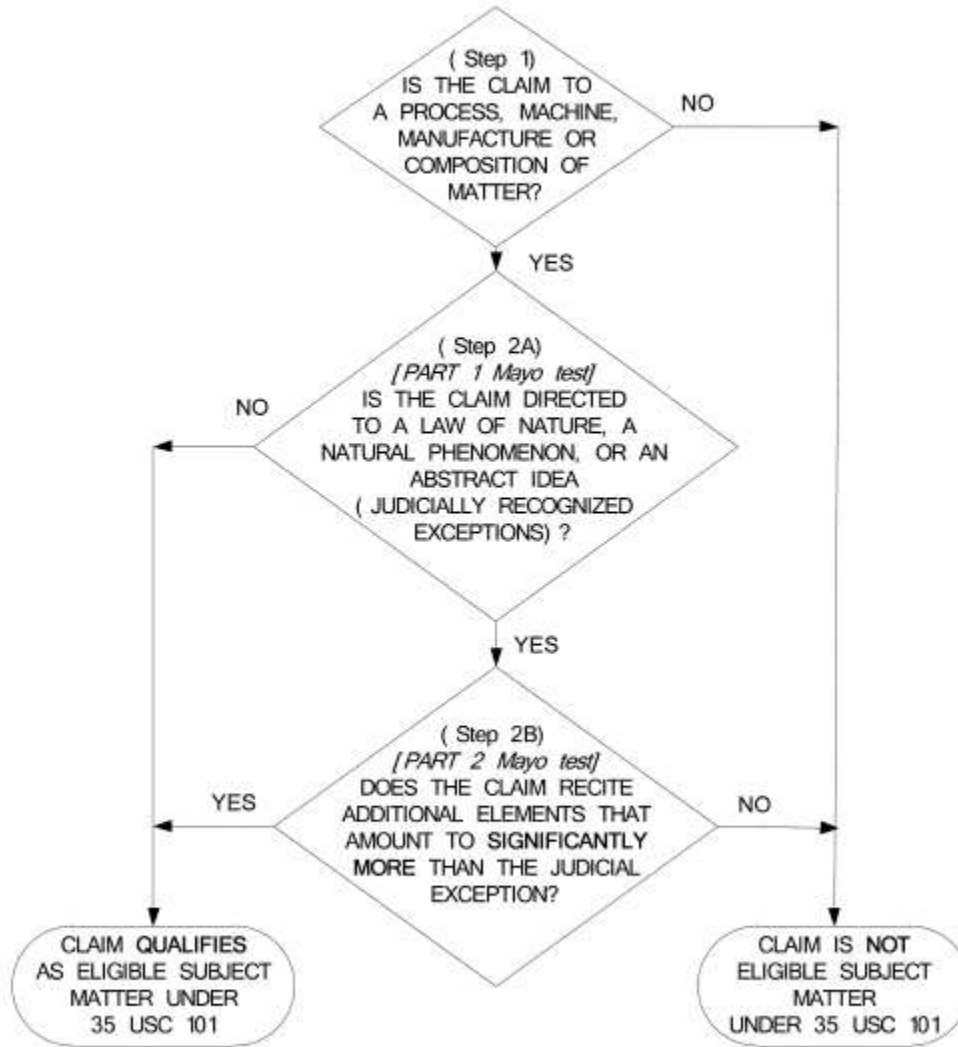 ( Step 1)
IS THE CLAIM TO
A PROCESS, MACHINE,
MANUFACTURE OR
COMPOSITION OF
MATTER?
NO
YES
( Step 2A)
[PART 1 Mayo test]
IS THE CLAIM DIRECTED
TO A LAW OF NATURE, A
NATURAL PHENOMENON, OR AN
ABSTRACT IDEA
( JUDICIALLY RECOGNIZED
EXCEPTIONS) ?
NO
YES
( Step 2B)
[PART 2 Mayo test]
DOES THE CLAIM RECITE
ADDITIONAL ELEMENTS THAT
AMOUNT TO SIGNIFICANTLY
MORE THAN THE JUDICIAL
EXCEPTION?
YES
NO
CLAIM QUALIFIES
AS ELIGIBLE SUBJECT
MATTER UNDER
35 USC 101
CLAIM IS NOT
ELIGIBLE SUBJECT
MATTER
UNDER 35 USC 101